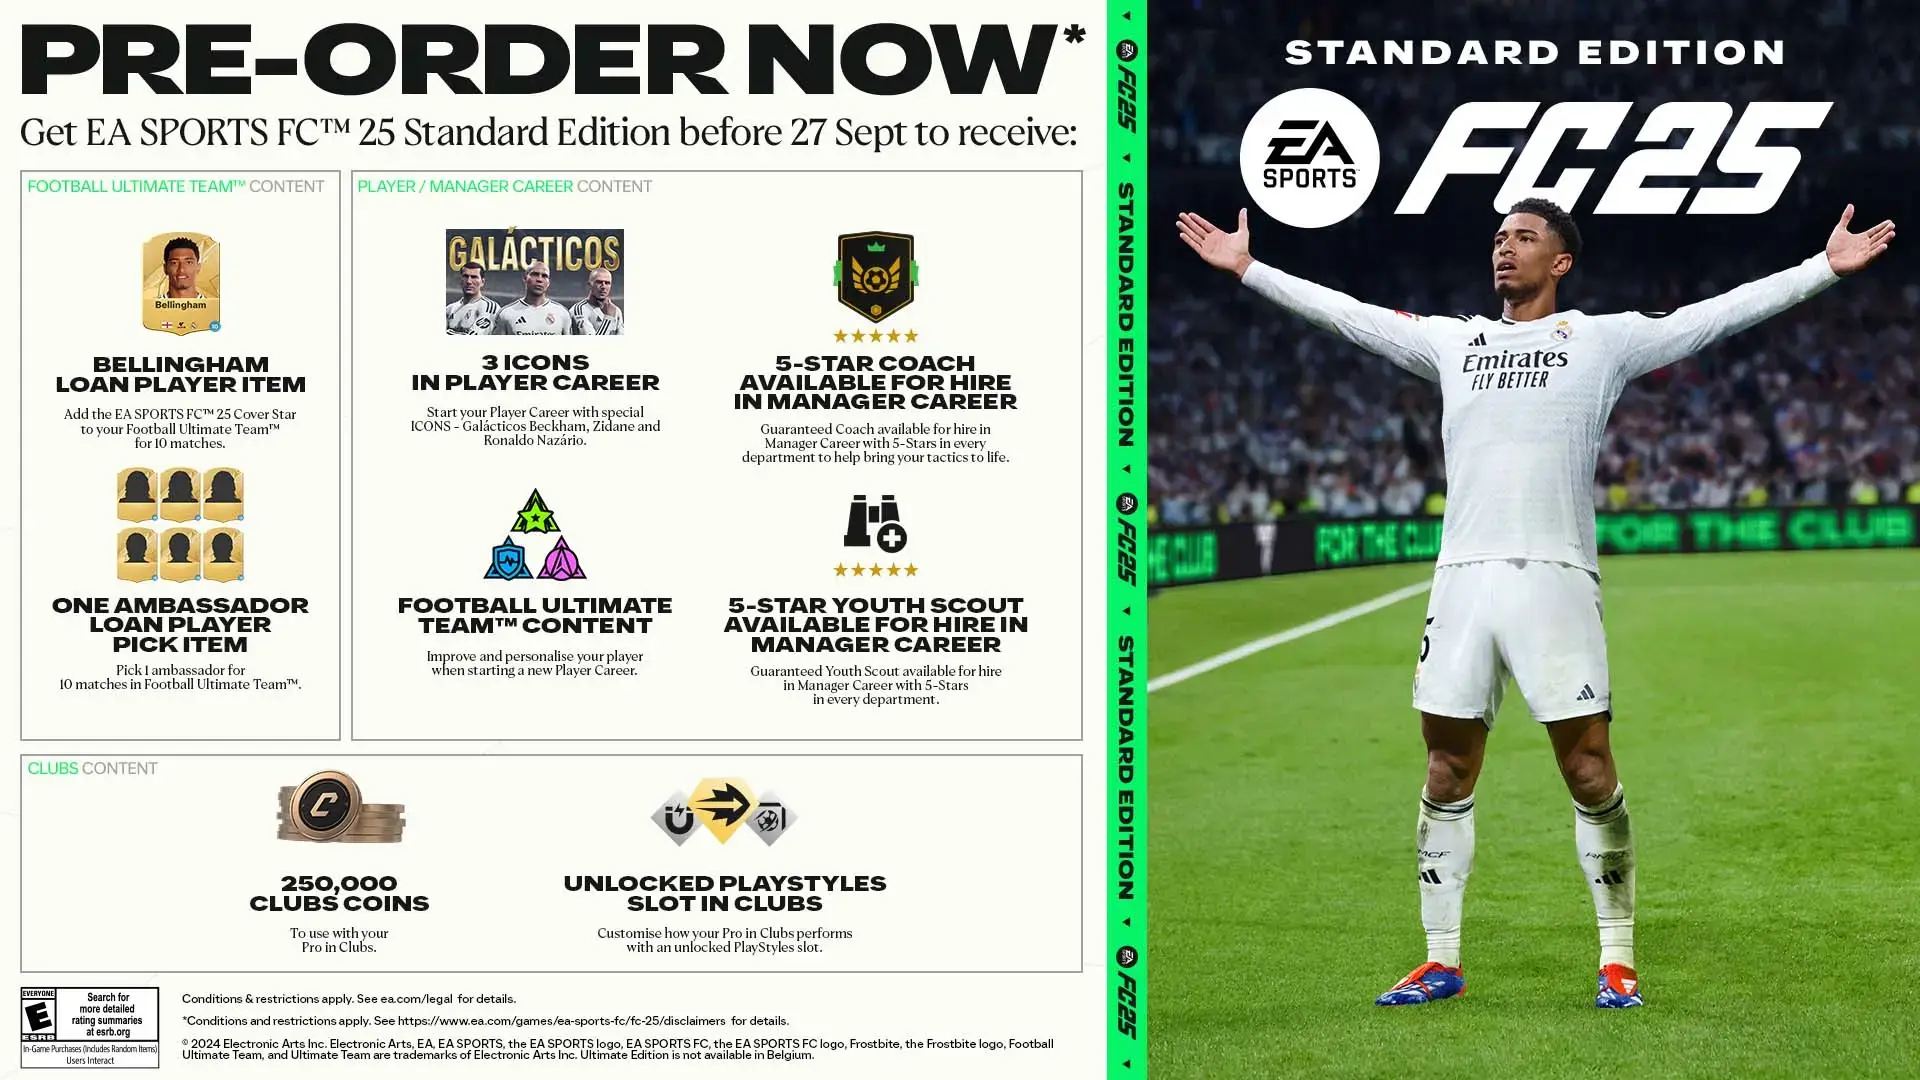 PRE-ORDER NOW*
Get EA SPORTS FC™ 25 Standard Edition before 27 Sept to receive:
FOOTBALL ULTIMATE TEAM™ CONTENT
Bellingham
BELLINGHAM
LOAN PLAYER ITEM
Add the EA SPORTS FC™ 25 Cover Star
to your Football Ultimate Team™
for 10 matches.
ONE AMBASSADOR
LOAN PLAYER
PICK ITEM
Pick 1 ambassador for
10 matches in Football Ultimate Team™.
PLAYER / MANAGER CAREER CONTENT
GALÁCTICOS
Emirates
3 ICONS
IN PLAYER CAREER
Start your Player Career with special
ICONS - Galácticos Beckham, Zidane and
Ronaldo Nazário.
5-STAR COACH
AVAILABLE FOR HIRE
IN MANAGER CAREER
Guaranteed Coach available for hire in
Manager Career with 5-Stars in every
department to help bring your tactics to life.
FOOTBALL ULTIMATE
TEAM™ CONTENT
Improve and personalise your player
when starting a new Player Career.
5-STAR YOUTH SCOUT
AVAILABLE FOR HIRE IN
MANAGER CAREER
Guaranteed Youth Scout available for hire
in Manager Career with 5-Stars
in every department.
CLUBS CONTENT
250,000
CLUBS COINS
To use with your
Pro in Clubs.
UNLOCKED PLAYSTYLES
SLOT IN CLUBS
Customise how your Pro in Clubs performs
with an unlocked PlayStyles slot.
EVERYONE
E
ESRB
Search for
more detailed
rating summaries
at esrb.org
In-Game Purchases (Includes Random Items)
Users Interact
Conditions & restrictions apply. See ea.com/legal for details.
*Conditions and restrictions apply. See https://www.ea.com/games/ea-sports-fc/fc-25/disclaimers for details.
© 2024 Electronic Arts Inc. Electronic Arts, EA, EA SPORTS, the EA SPORTS logo, EA SPORTS FC, the EA SPORTS FC logo, Frostbite, the Frostbite logo, Football
Ultimate Team, and Ultimate Team are trademarks of Electronic Arts Inc. Ultimate Edition is not available in Belgium.
FC25
STANDARD EDITION
FC25
STANDARD EDITION
FC25
STANDARD EDITION
EA
SPORTS
FC25
Emirates
FLY BETTER
5
RMCF
RMCF
HE CLUB
FOR THE CLU
FOR THE CLUB